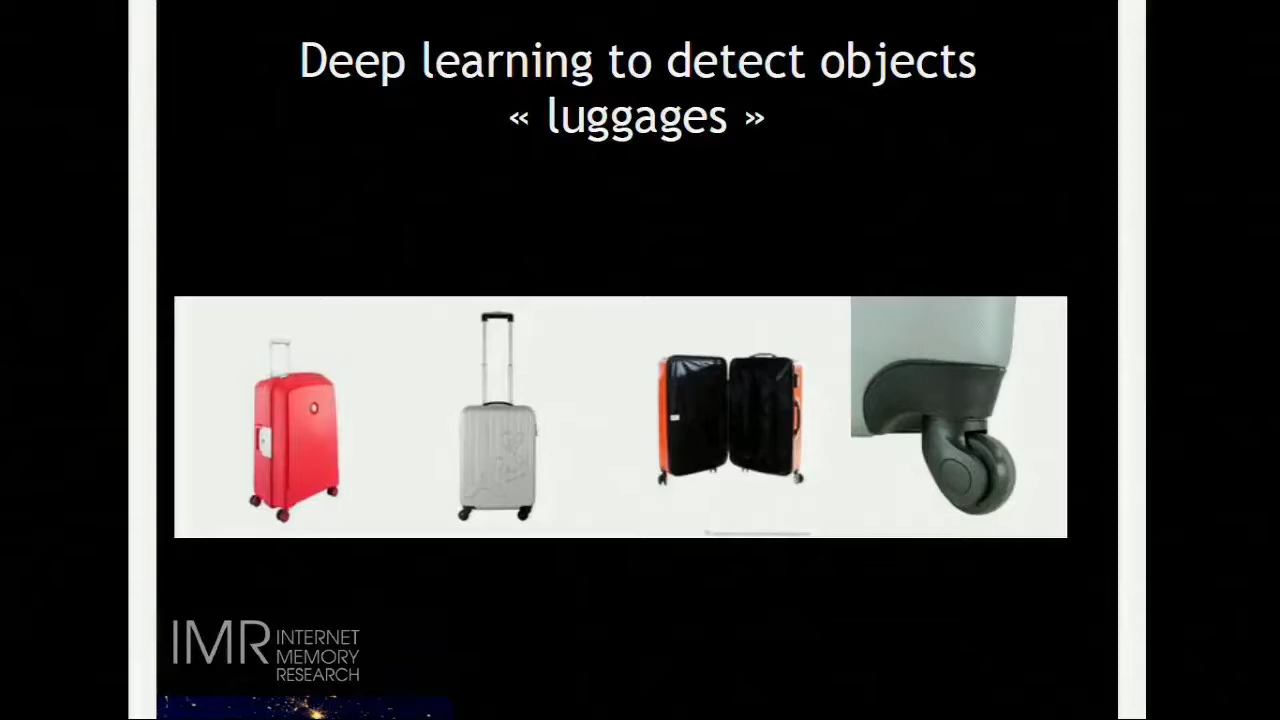 Deep learning to detect objects
« luggages »
IMR INTERNET
MEMORY
RESEARCH